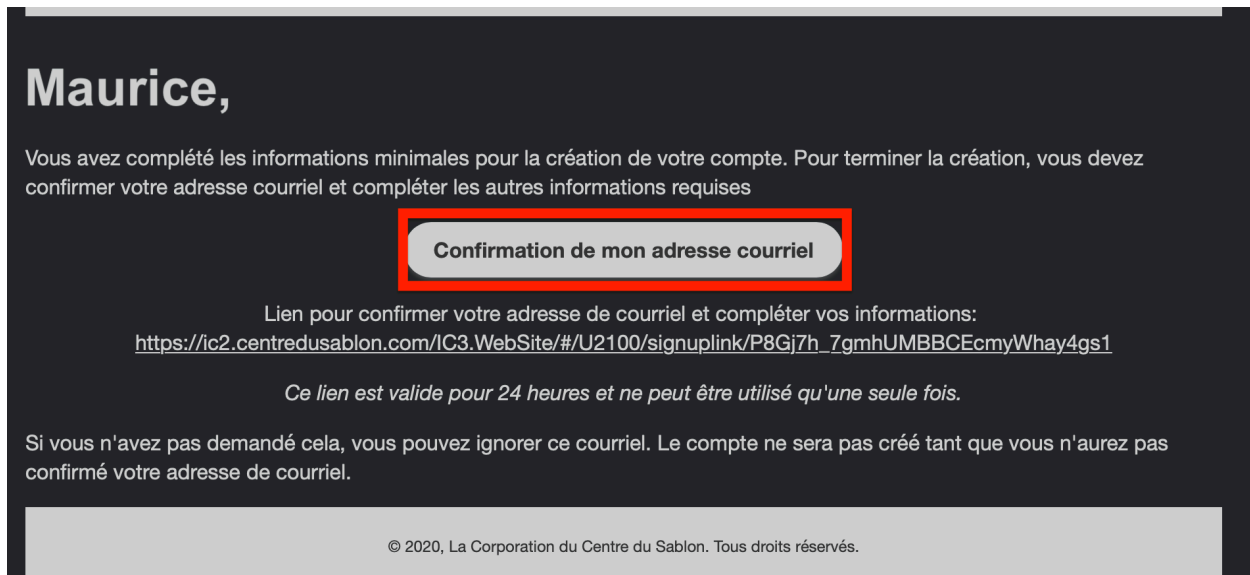 Maurice,
Vous avez complété les informations minimales pour la création de votre compte. Pour terminer la création, vous devez
confirmer votre adresse courriel et compléter les autres informations requises
Confirmation de mon adresse courriel
Lien pour confirmer votre adresse de courriel et compléter vos informations:
https://ic2.centredusablon.com/IC3.WebSite/#/U2100/signuplink/P8Gj7h_7gmhUMBBCEcmyWhay4gs1
Ce lien est valide pour 24 heures et ne peut être utilisé qu'une seule fois.
Si vous n'avez pas demandé cela, vous pouvez ignorer ce courriel. Le compte ne sera pas créé tant que vous n'aurez pas
confirmé votre adresse de courriel.
© 2020, La Corporation du Centre du Sablon. Tous droits réservés.